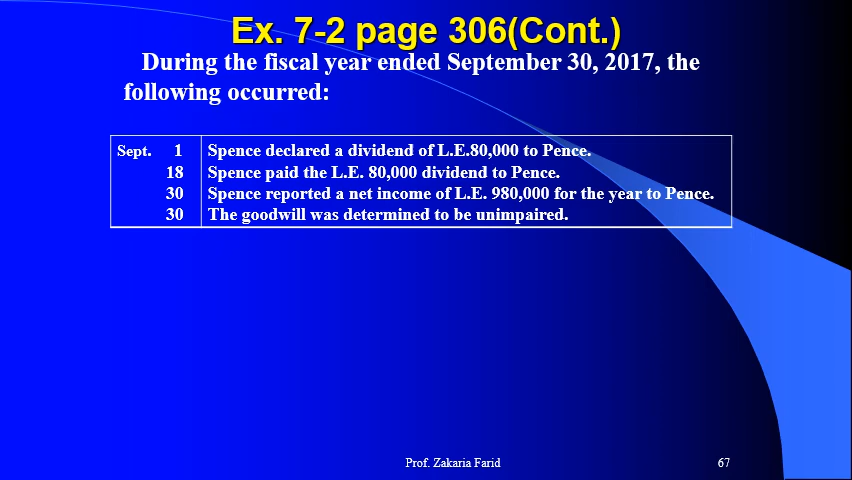 Ex. 7-2 page 306(Cont.)
During the fiscal year ended September 30, 2017, the
following occurred:
Sept. 1 Spence declared a dividend of L.E.80,000 to Pence.
18 Spence paid the L.E. 80,000 dividend to Pence.
30 Spence reported a net income of L.E. 980,000 for the year to Pence.
30 The goodwill was determined to be unimpaired.
Prof. Zakaria Farid 67